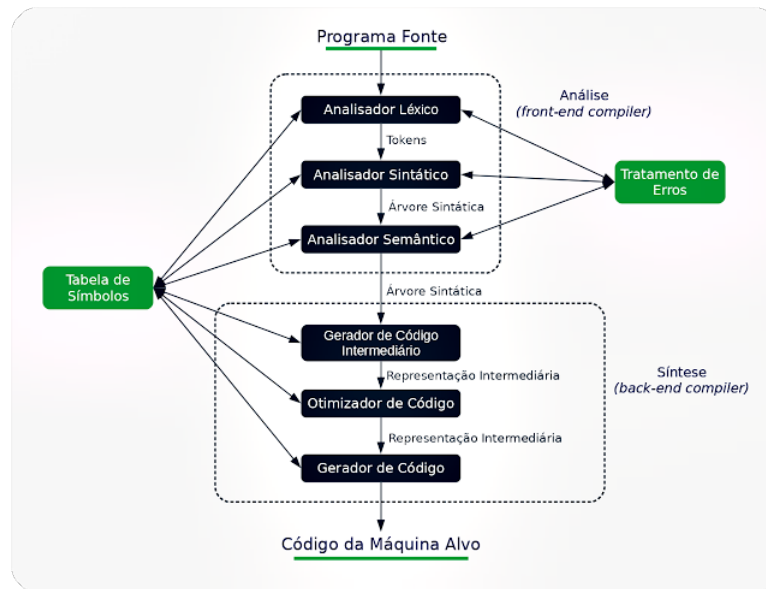 Programa Fonte
Analisador Léxico
Análise
(front-end compiler)
Tokens
Analisador Sintático
Tratamento de
Erros
Árvore Sintática
Analisador Semântico
Tabela de
Símbolos
Árvore Sintática
Gerador de Código
Intermediário
Representação Intermediária
Síntese
(back-end compiler)
Otimizador de Código
Representação Intermediária
Gerador de Código
Código da Máquina Alvo